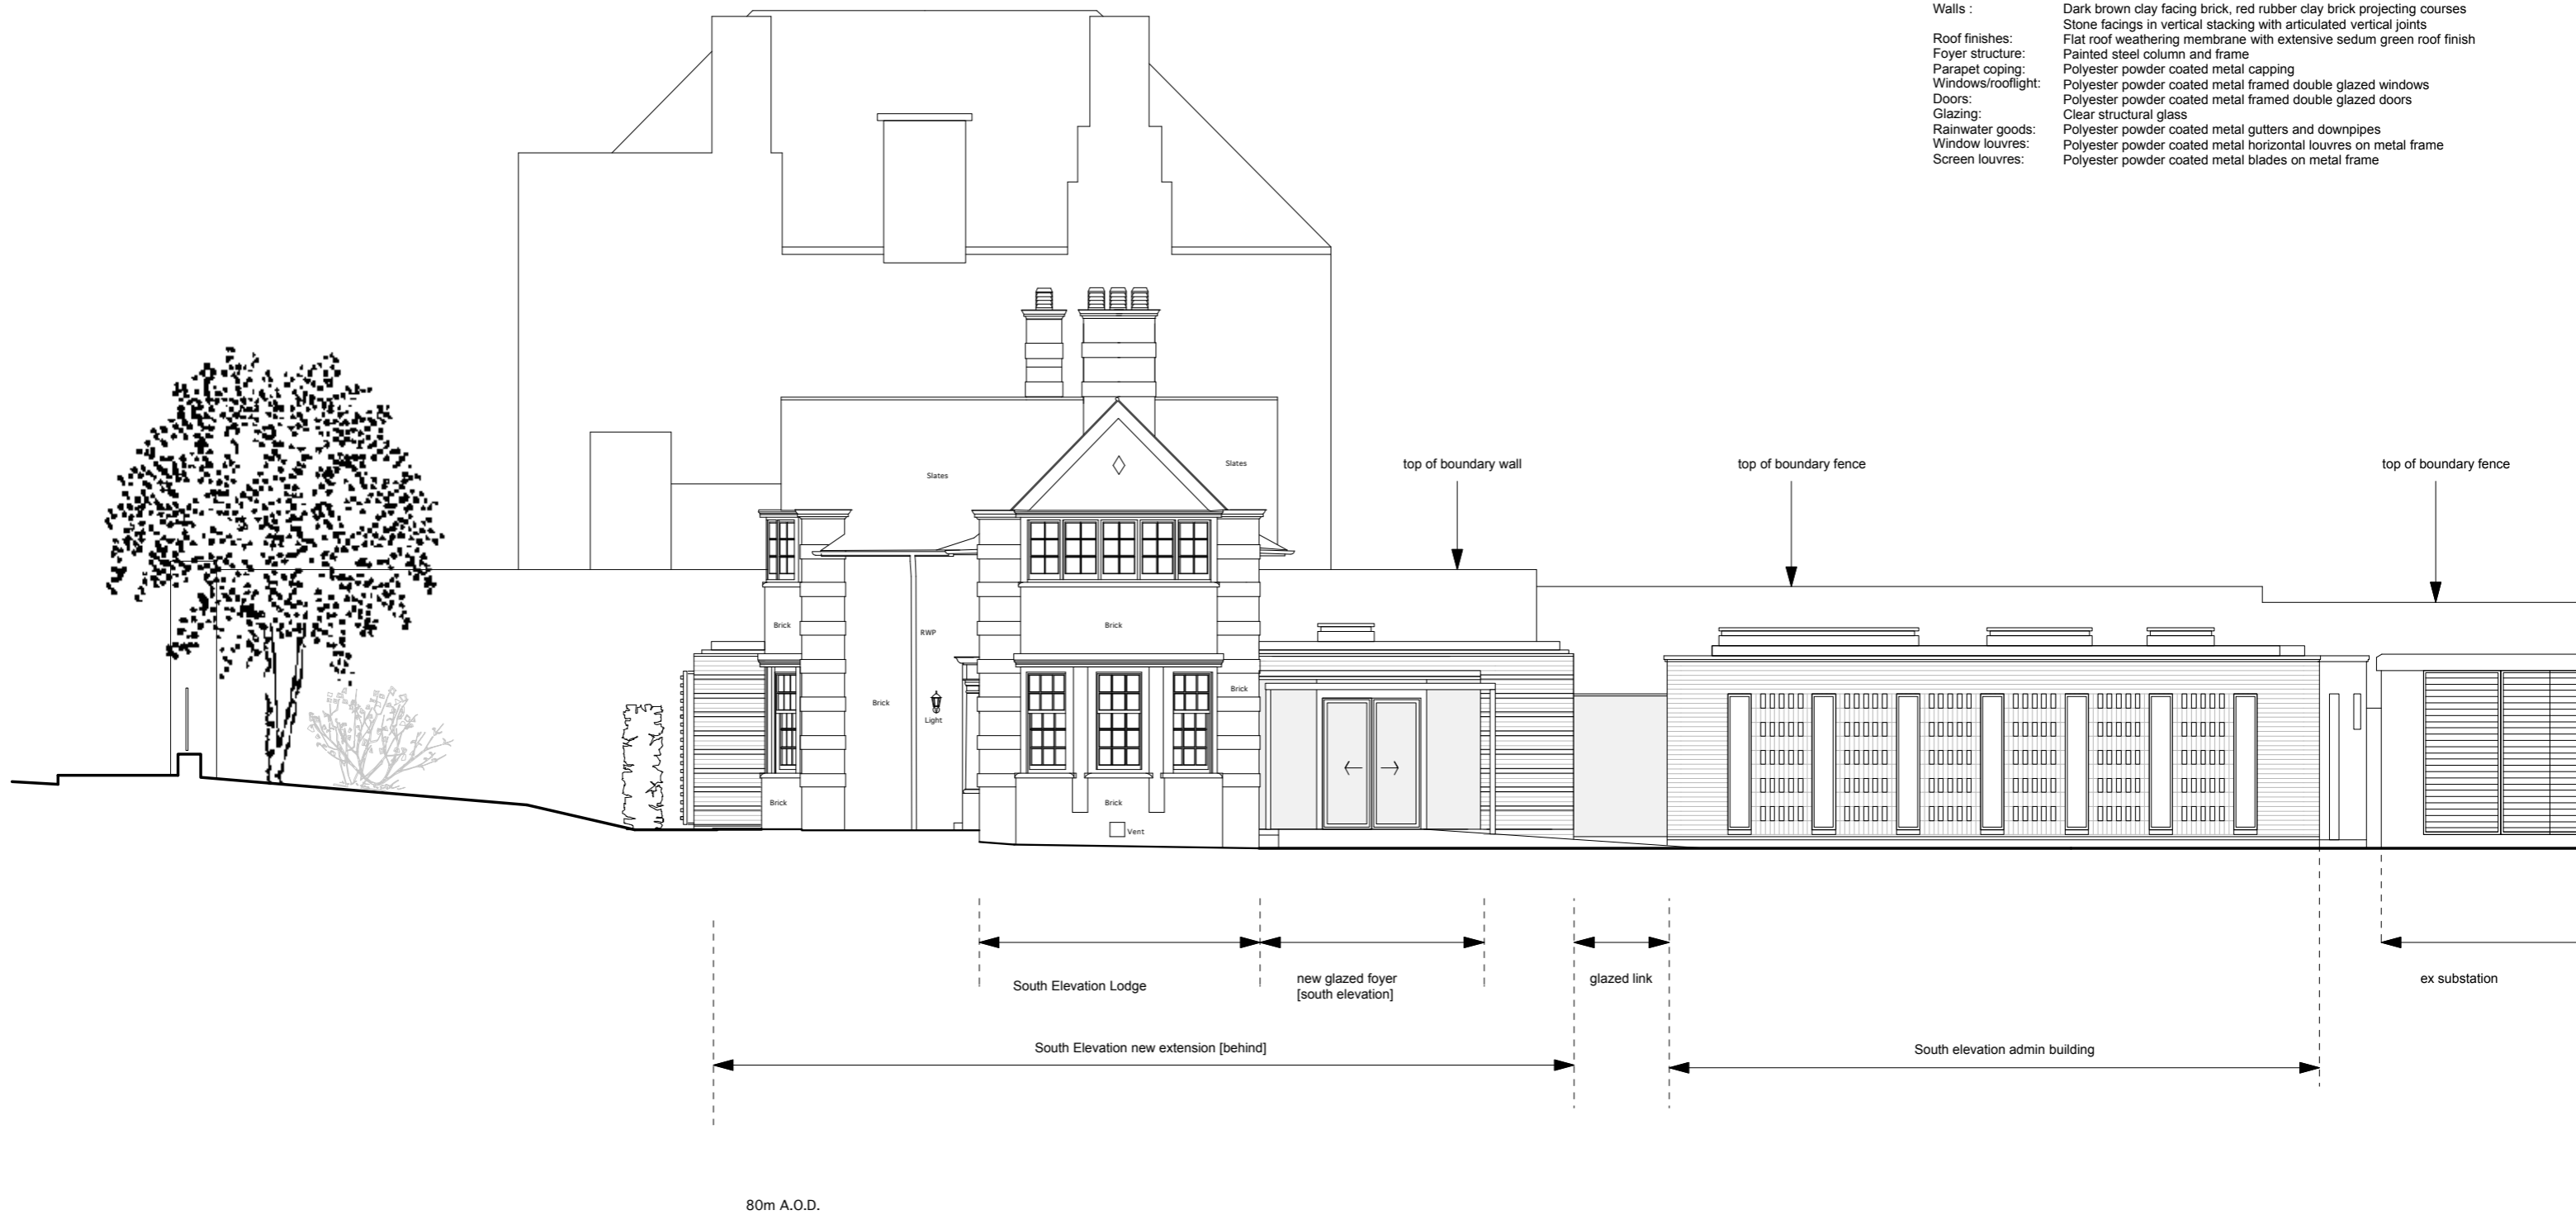 Walls : Dark brown clay facing brick, red rubber clay brick projecting courses
Stone facings in vertical stacking with articulated vertical joints
Roof finishes: Flat roof weathering membrane with extensive sedum green roof finish
Foyer structure: Painted steel column and frame
Parapet coping: Polyester powder coated metal capping
Windows/rooflight: Polyester powder coated metal framed double glazed windows
Doors: Polyester powder coated metal framed double glazed doors
Glazing: Clear structural glass
Rainwater goods: Polyester powder coated metal gutters and downpipes
Window louvres: Polyester powder coated metal horizontal louvres on metal frame
Screen louvres: Polyester powder coated metal blades on metal frame
top of boundary wall
top of boundary fence
top of boundary fence
Slates
Slates
Brick
RWP
Brick
Brick
Brick
Light
Brick
Brick
Vent
South Elevation Lodge
new glazed foyer
[south elevation]
glazed link
ex substation
South Elevation new extension [behind]
South elevation admin building
80m A.O.D.